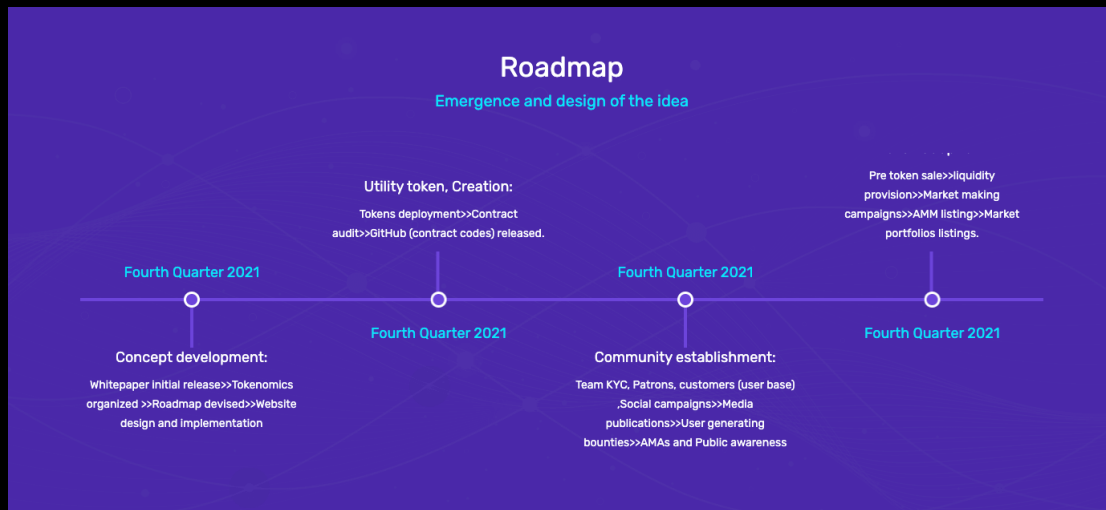 Roadmap
Emergence and design of the idea
Fourth Quarter 2021
Concept development:
Whitepaper initial release>>Tokenomics
organized >>Roadmap devised>>Website
design and implementation
Utility token, Creation:
Tokens deployment>>Contract
audit>>GitHub (contract codes) released.
Fourth Quarter 2021
Fourth Quarter 2021
Community establishment:
Team KYC, Patrons, customers (user base)
,Social campaigns>>Media
publications>>User generating
bounties>>AMAs and Public awareness
Pre token sale>>liquidity
provision>>Market making
campaigns>>AMM listing>>Market
portfolios listings.
Fourth Quarter 2021